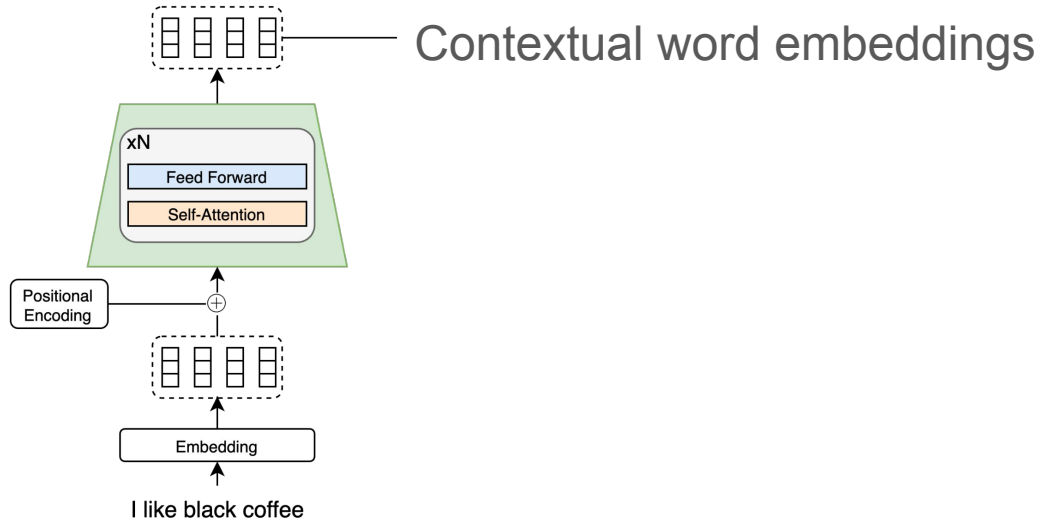 Contextual word embeddings
xN
Feed Forward
Self-Attention
Positional
Encoding
Embedding
I like black coffee